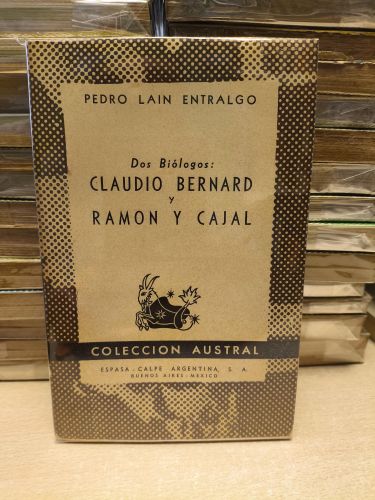 PEDRO LAIN ENTRALGO
Dos Biólogos:
CLAUDIO BERNARD
y
RAMON Y CAJAL
COLECCION AUSTRAL
ESPASA - CALPE ARGENTINA, S. A.
BUENOS AIRES - MEXICO